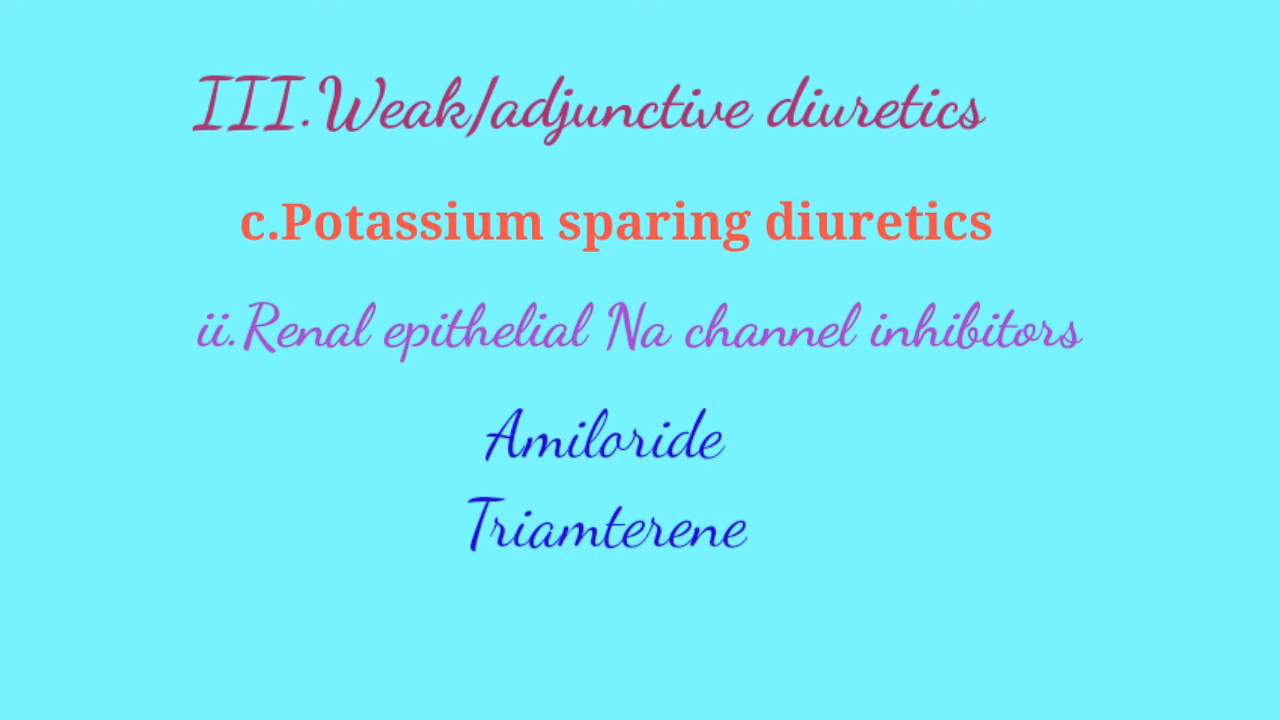 III.Weak/adjunctive diuretics
c.Potassium sparing diuretics
ii.Renal epithelial Na channel inhibitors
Amiloride
Triamterene